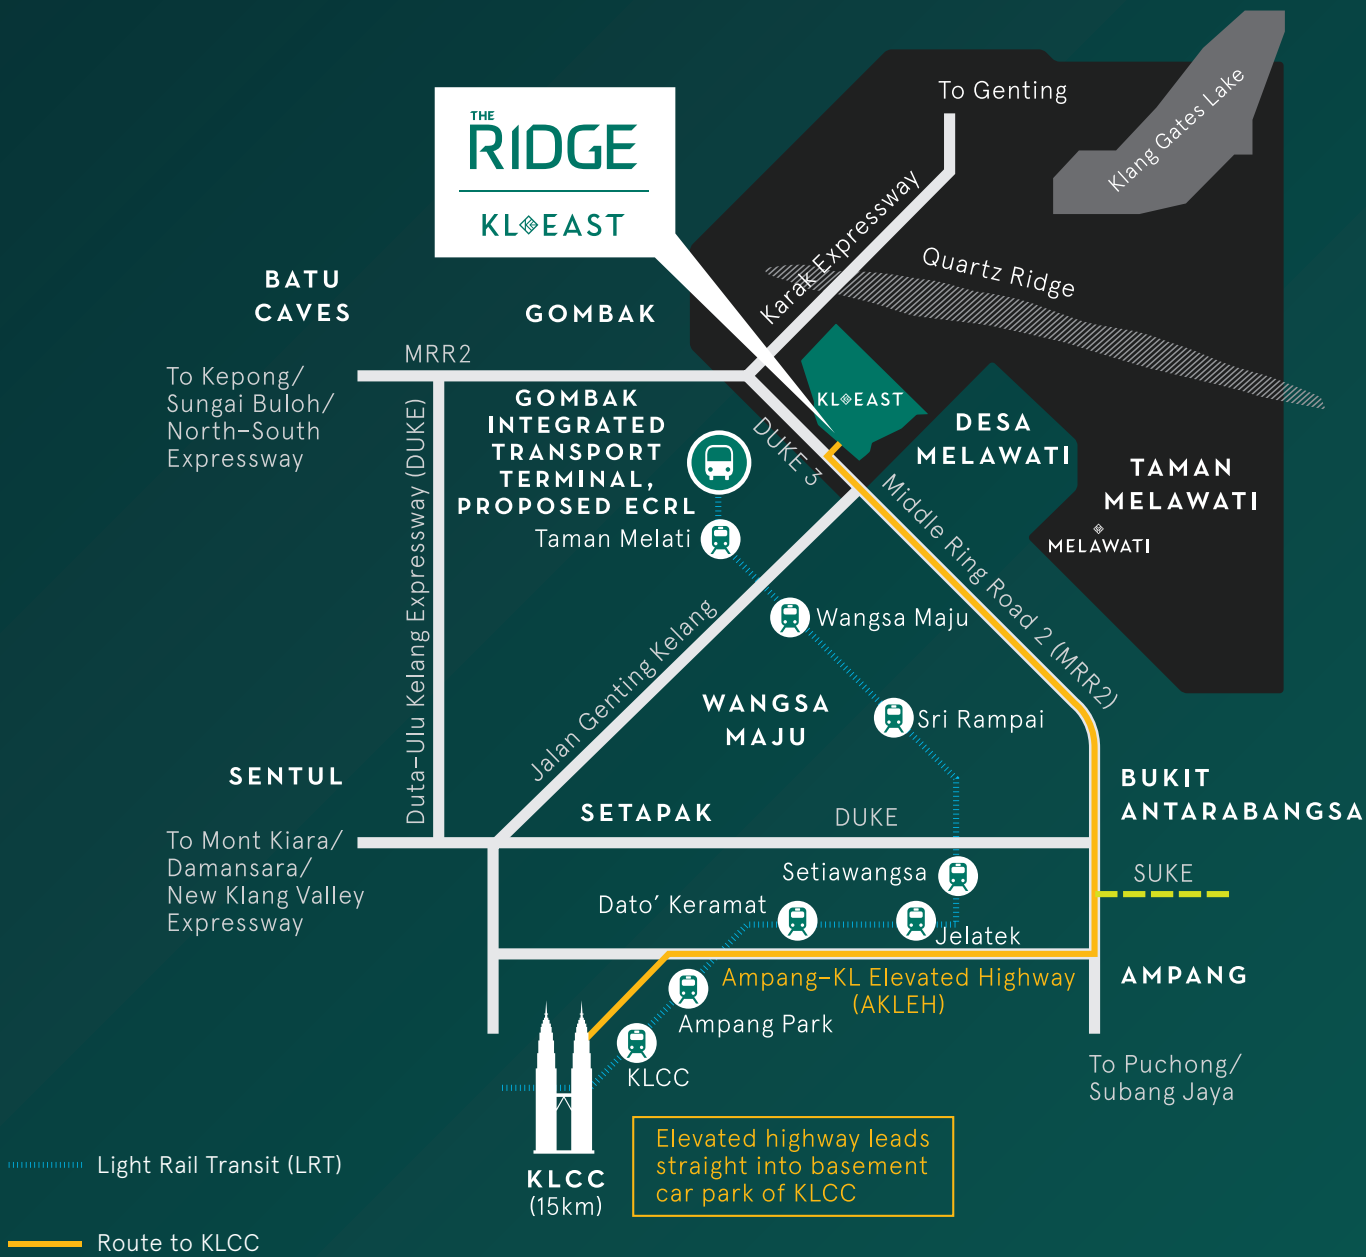 To Genting
Klang Gates Lake
THE
RIDGE
KL EAST
Karak Expressway
Quartz Ridge
BATU
CAVES
GOMBAK
MRR2
To Kepong/
Sungai Buloh/
North–South
Expressway
GOMBAK
INTEGRATED
TRANSPORT
TERMINAL,
PROPOSED ECRL
KL EAST
DUKE 3
DESA
MELAWATI
TAMAN
MELAWATI
MELAWATI
Taman Melati
Duta–Ulu Kelang Expressway (DUKE)
Middle Ring Road 2 (MRR2)
Wangsa Maju
Jalan Genting Kelang
WANGSA
MAJU
Sri Rampai
SENTUL
SETAPAK
DUKE
BUKIT
ANTARABANGSA
To Mont Kiara/
Damansara/
New Klang Valley
Expressway
Setiawangsa
SUKE
Dato’ Keramat
Jelatek
Ampang–KL Elevated Highway
(AKLEH)
AMPANG
Ampang Park
KLCC
To Puchong/
Subang Jaya
Elevated highway leads
straight into basement
car park of KLCC
KLCC
(15km)
Light Rail Transit (LRT)
Route to KLCC